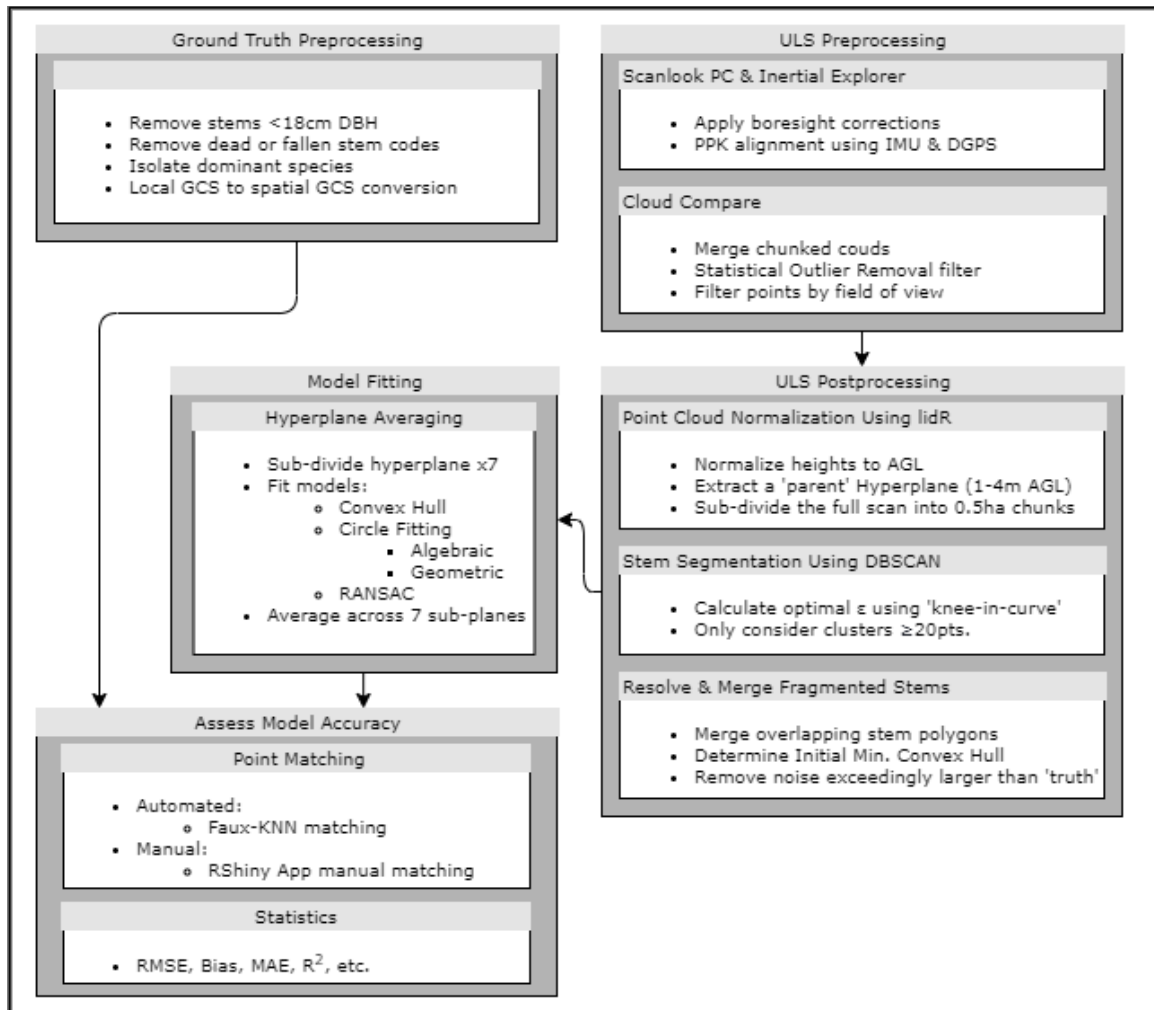 Ground Truth Preprocessing
Remove stems <18cm DBH
Remove dead or fallen stem codes
Isolate dominant species
Local GCS to spatial GCS conversion
ULS Preprocessing
Scanlook PC & Inertial Explorer
Apply boresight corrections
PPK alignment using IMU & DGPS
Cloud Compare
Merge chunked couds
Statistical Outlier Removal filter
Filter points by field of view
Model Fitting
Hyperplane Averaging
Sub-divide hyperplane x7
Fit models:
Convex Hull
Circle Fitting
Algebraic
Geometric
RANSAC
Average across 7 sub-planes
ULS Postprocessing
Point Cloud Normalization Using lidR
Normalize heights to AGL
Extract a 'parent' Hyperplane (1-4m AGL)
Sub-divide the full scan into 0.5ha chunks
Stem Segmentation Using DBSCAN
Calculate optimal ε using 'knee-in-curve'
Only consider clusters ≥20pts.
Resolve & Merge Fragmented Stems
Merge overlapping stem polygons
Determine Initial Min. Convex Hull
Remove noise exceedingly larger than 'truth'
Assess Model Accuracy
Point Matching
Automated:
Faux-KNN matching
Manual:
RShiny App manual matching
Statistics
RMSE, Bias, MAE, R², etc.